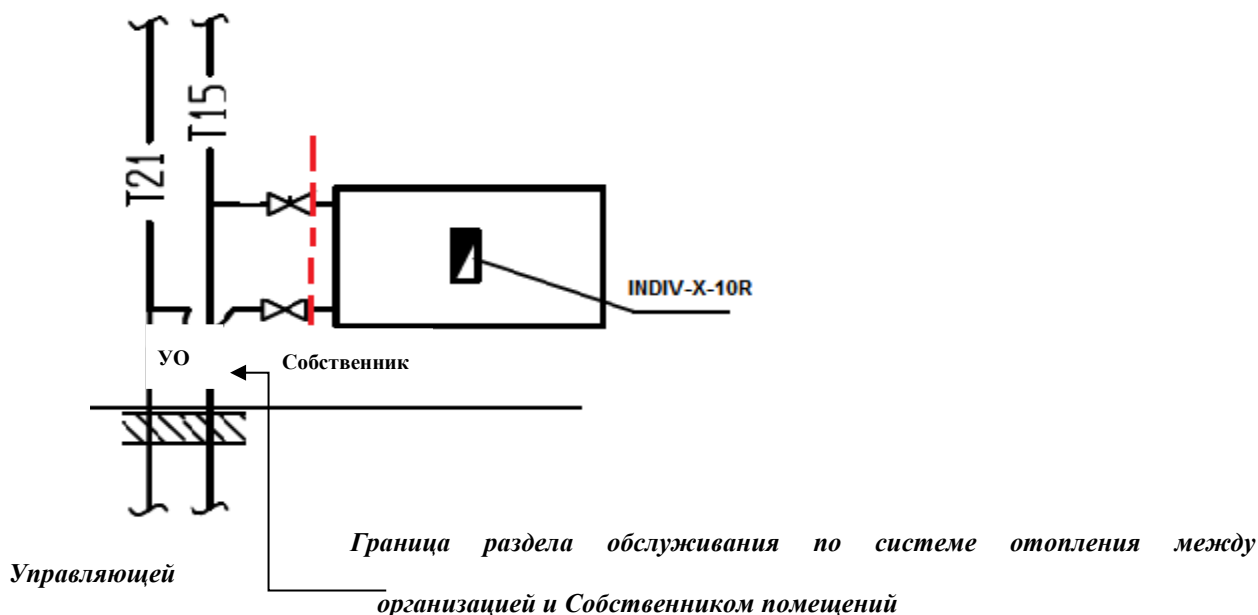 T15
T21
INDIV-X-10R
УО
Собственник
Граница раздела обслуживания по системе отопления между
Управляющей
организацией и Собственником помещений